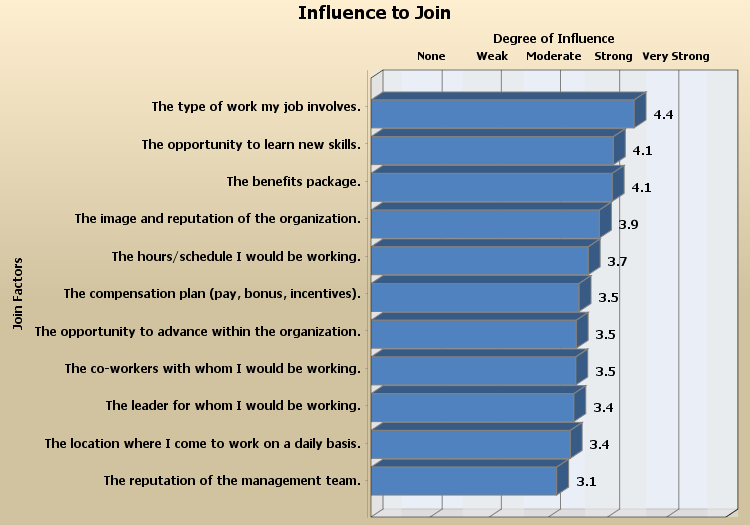 Influence to Join
Degree of Influence
None Weak Moderate Strong Very Strong
The type of work my job involves. 4.4
The opportunity to learn new skills. 4.1
The benefits package. 4.1
The image and reputation of the organization. 3.9
The hours/schedule I would be working. 3.7
The compensation plan (pay, bonus, incentives). 3.5
The opportunity to advance within the organization. 3.5
The co-workers with whom I would be working. 3.5
The leader for whom I would be working. 3.4
The location where I come to work on a daily basis. 3.4
The reputation of the management team. 3.1
Join Factors